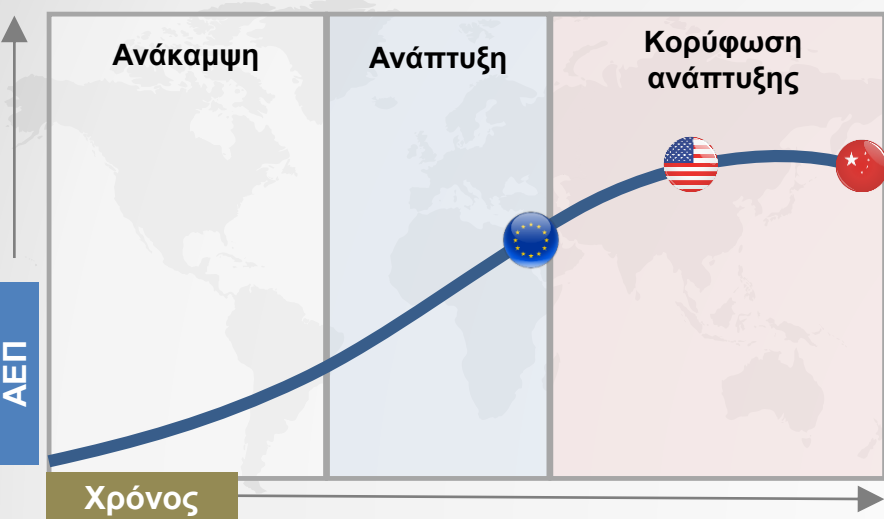 Ανάκαμψη
Ανάπτυξη
Κορύφωση
ανάπτυξης
ΑΕΠ
Χρόνος